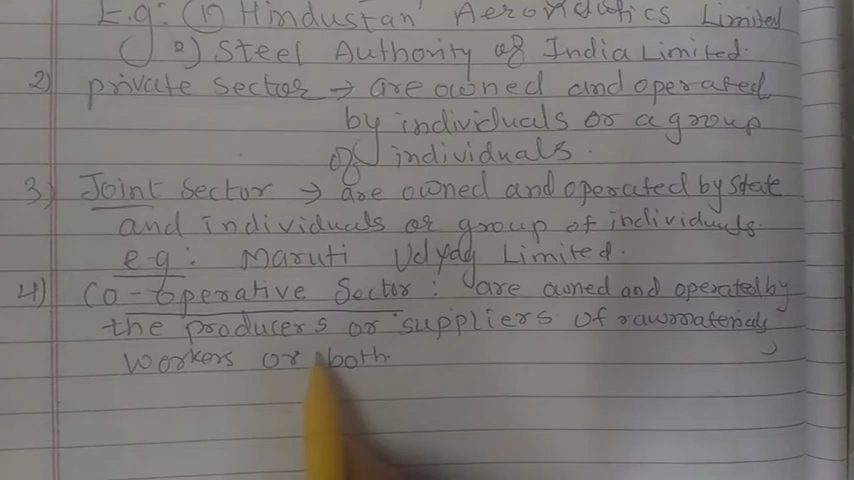 E.g: (1) Hindustan Aeronautics Limited
2) Steel Authority of India Limited.
2) private Sector → are owned and operated
by individuals or a group
of individuals.
3) Joint Sector → are owned and operated by State
and individuals or group of individuals.
e.g: Maruti Udyog Limited.
4) Co-operative Sector: are owned and operated by
the producers or suppliers of raw materials,
workers or both.